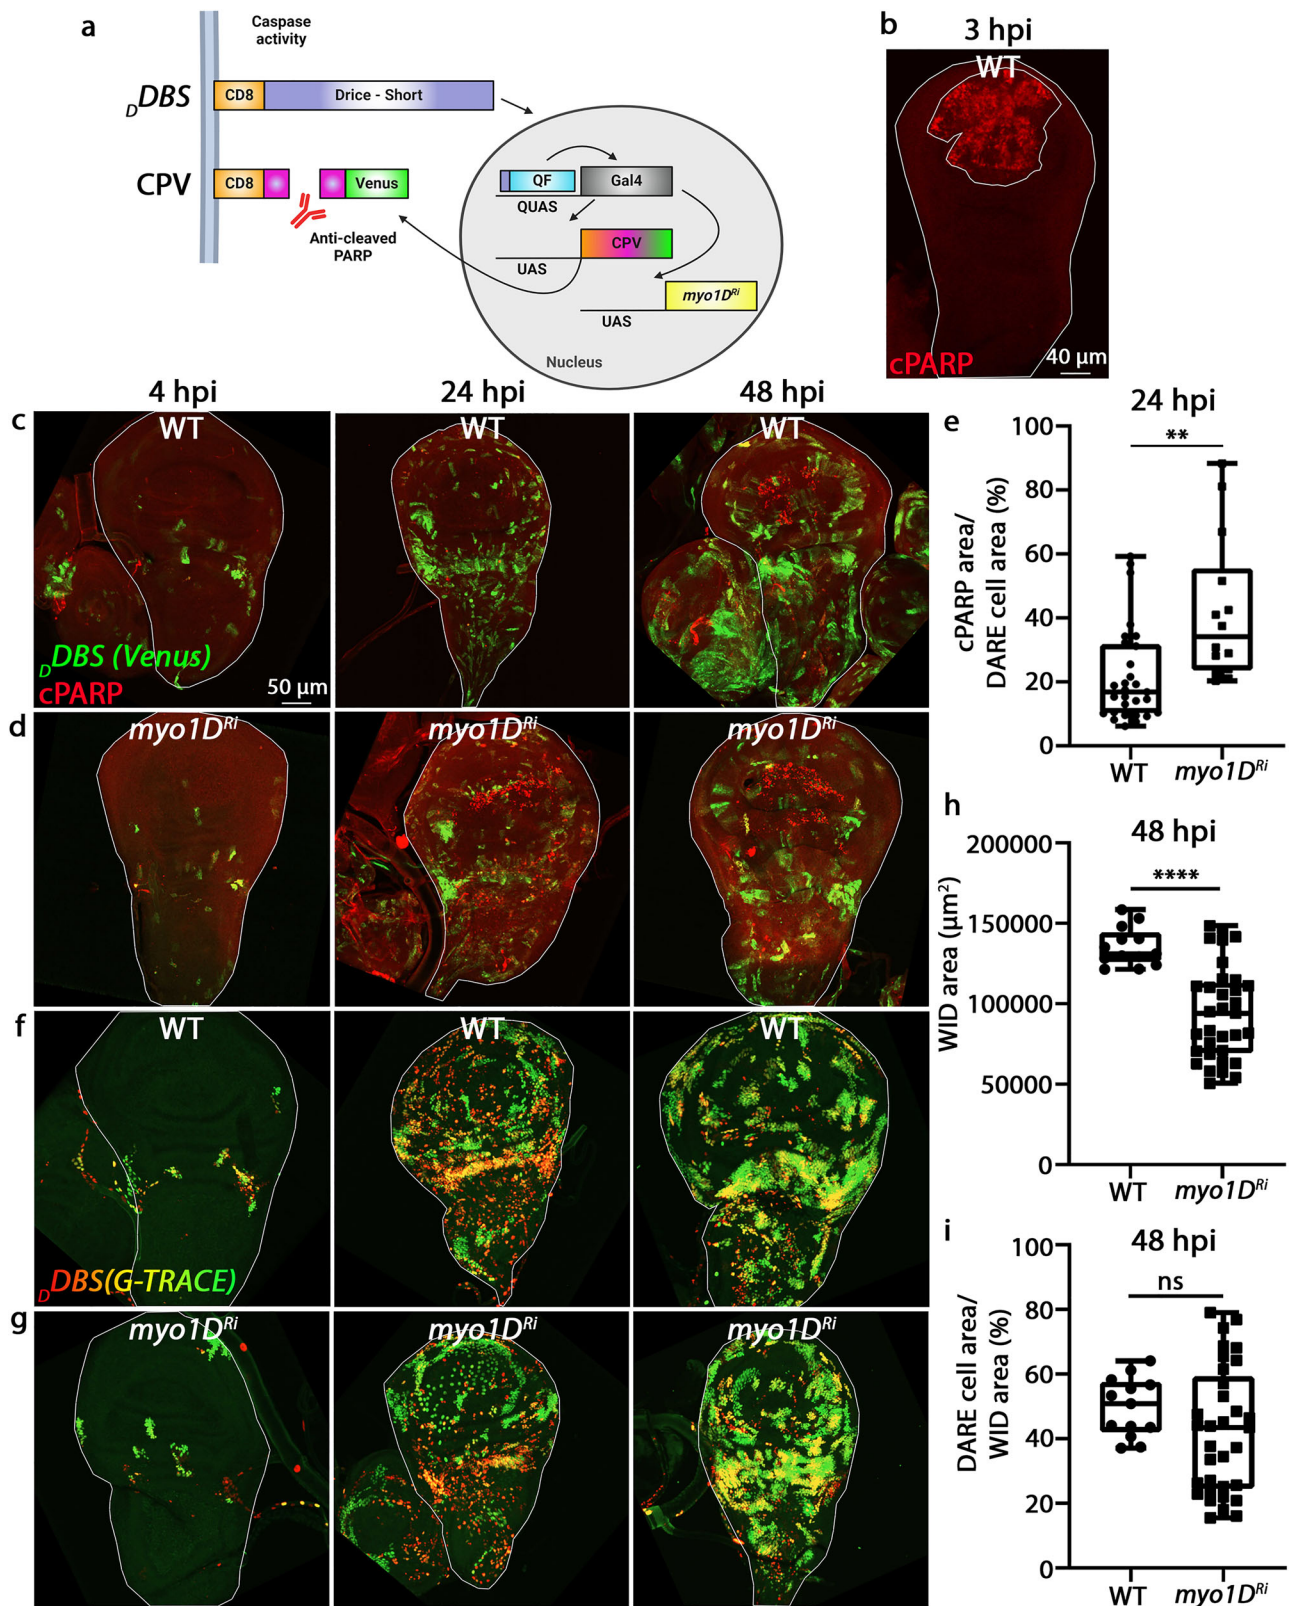 a
Caspase
activity
DDBS
CD8
Drice - Short
CPV
CD8
Venus
Anti-cleaved
PARP
QF
Gal4
QUAS
CPV
UAS
myo1DRi
UAS
Nucleus
b
3 hpi
WT
cPARP
40 µm
4 hpi
24 hpi
48 hpi
c
WT
WT
WT
DDBS (Venus)
cPARP
50 µm
d
myo1DRi
myo1DRi
myo1DRi
e
24 hpi
**
cPARP area/
DARE cell area (%)
100
80
60
40
20
0
WT
myo1DRi
f
WT
WT
WT
DDBS(G-TRACE)
g
myo1DRi
myo1DRi
myo1DRi
h
48 hpi
****
WID area (µm²)
200000
150000
100000
50000
0
WT
myo1DRi
i
48 hpi
ns
DARE cell area/
WID area (%)
100
80
60
40
20
0
WT
myo1DRi